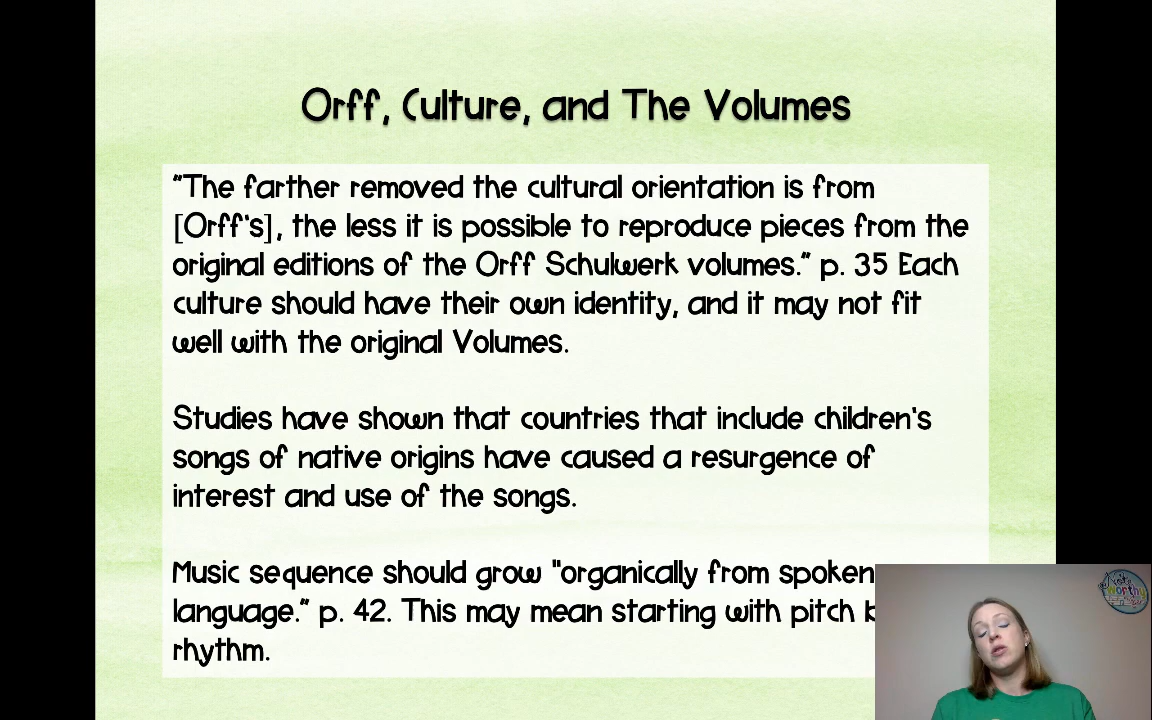 Orff, Culture, and The Volumes
"The farther removed the cultural orientation is from
[Orff's], the less it is possible to reproduce pieces from the
original editions of the Orff Schulwerk volumes." p. 35 Each
culture should have their own identity, and it may not fit
well with the original Volumes.
Studies have shown that countries that include children's
songs of native origins have caused a resurgence of
interest and use of the songs.
Music sequence should grow "organically from spoken
language." p. 42. This may mean starting with pitch
rhythm.